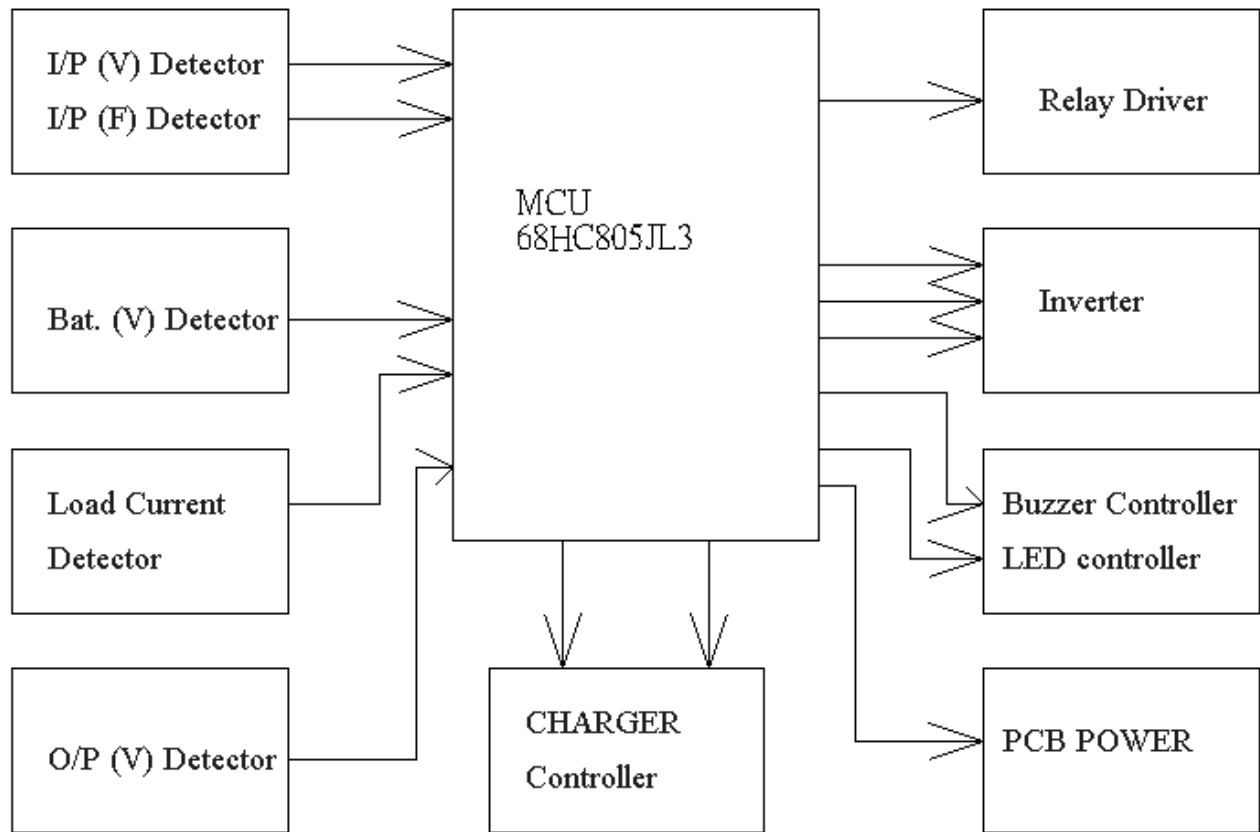 I/P (V) Detector
I/P (F) Detector
Bat. (V) Detector
Load Current
Detector
O/P (V) Detector
MCU
68HC805JL3
CHARGER
Controller
Relay Driver
Inverter
Buzzer Controller
LED controller
PCB POWER